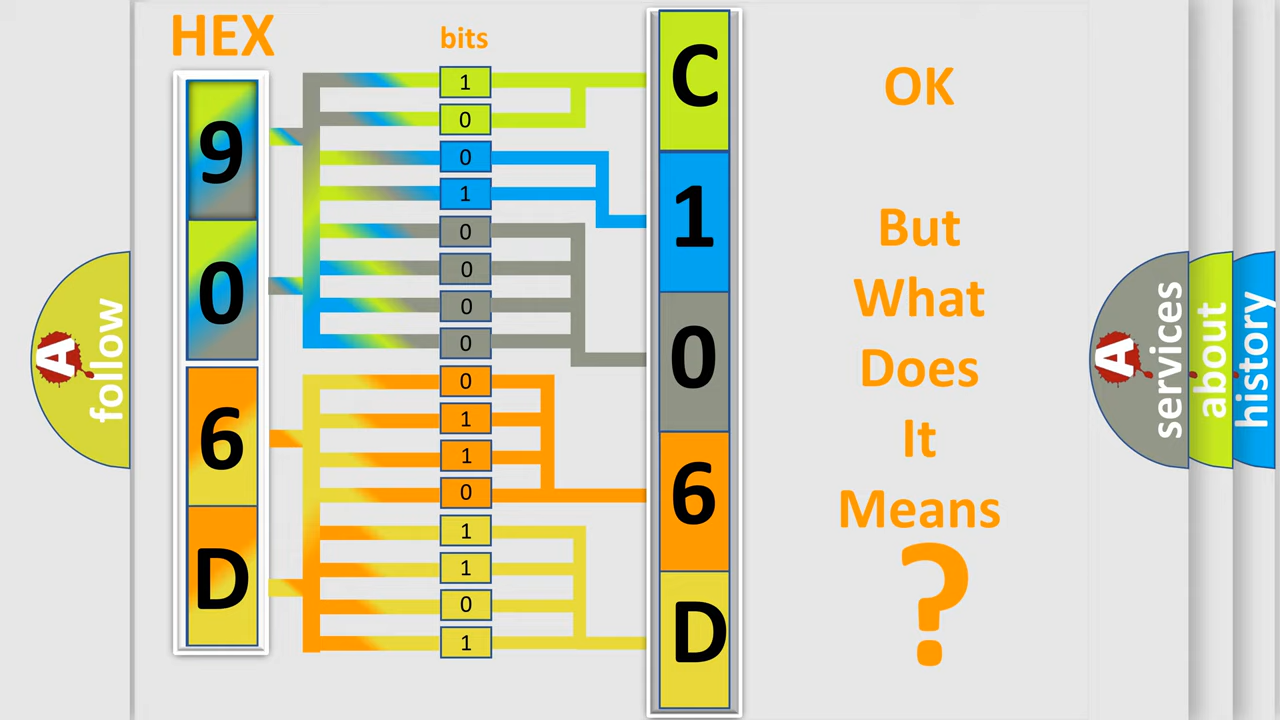 HEX
bits
9
0
6
D
1
0
0
1
0
0
0
0
0
1
1
0
1
1
0
1
C
1
0
6
D
OK
But
What
Does
It
Means
?
A
follow
A
services
about
history